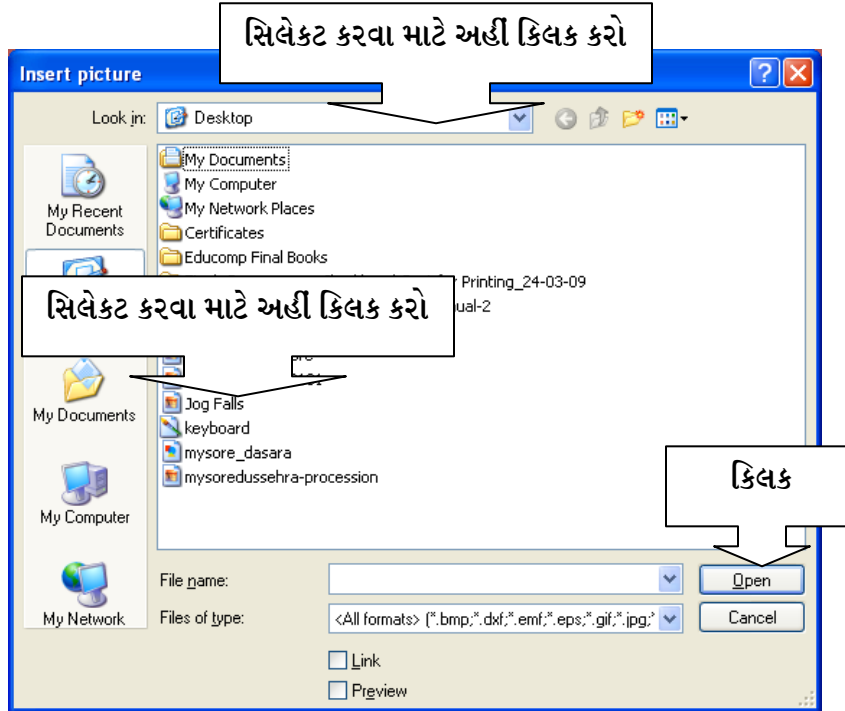 સિલેકટ કરવા માટે અહીં કિલક કરો
Insert picture
Look in: Desktop
My Documents
My Computer
My Network Places
Certificates
Educomp Final Books
Printing_24-03-09
સિલેકટ કરવા માટે અહીં કિલક કરો
Jog Falls
keyboard
mysore_dasara
mysoredussehra-procession
My Recent
Documents
My Documents
My Computer
My Network
કિલક
File name:
Open
Files of type: <All formats> (*.bmp;*.dxf;*.emf;*.eps;*.gif;*.jpg;*
Cancel
Link
Preview